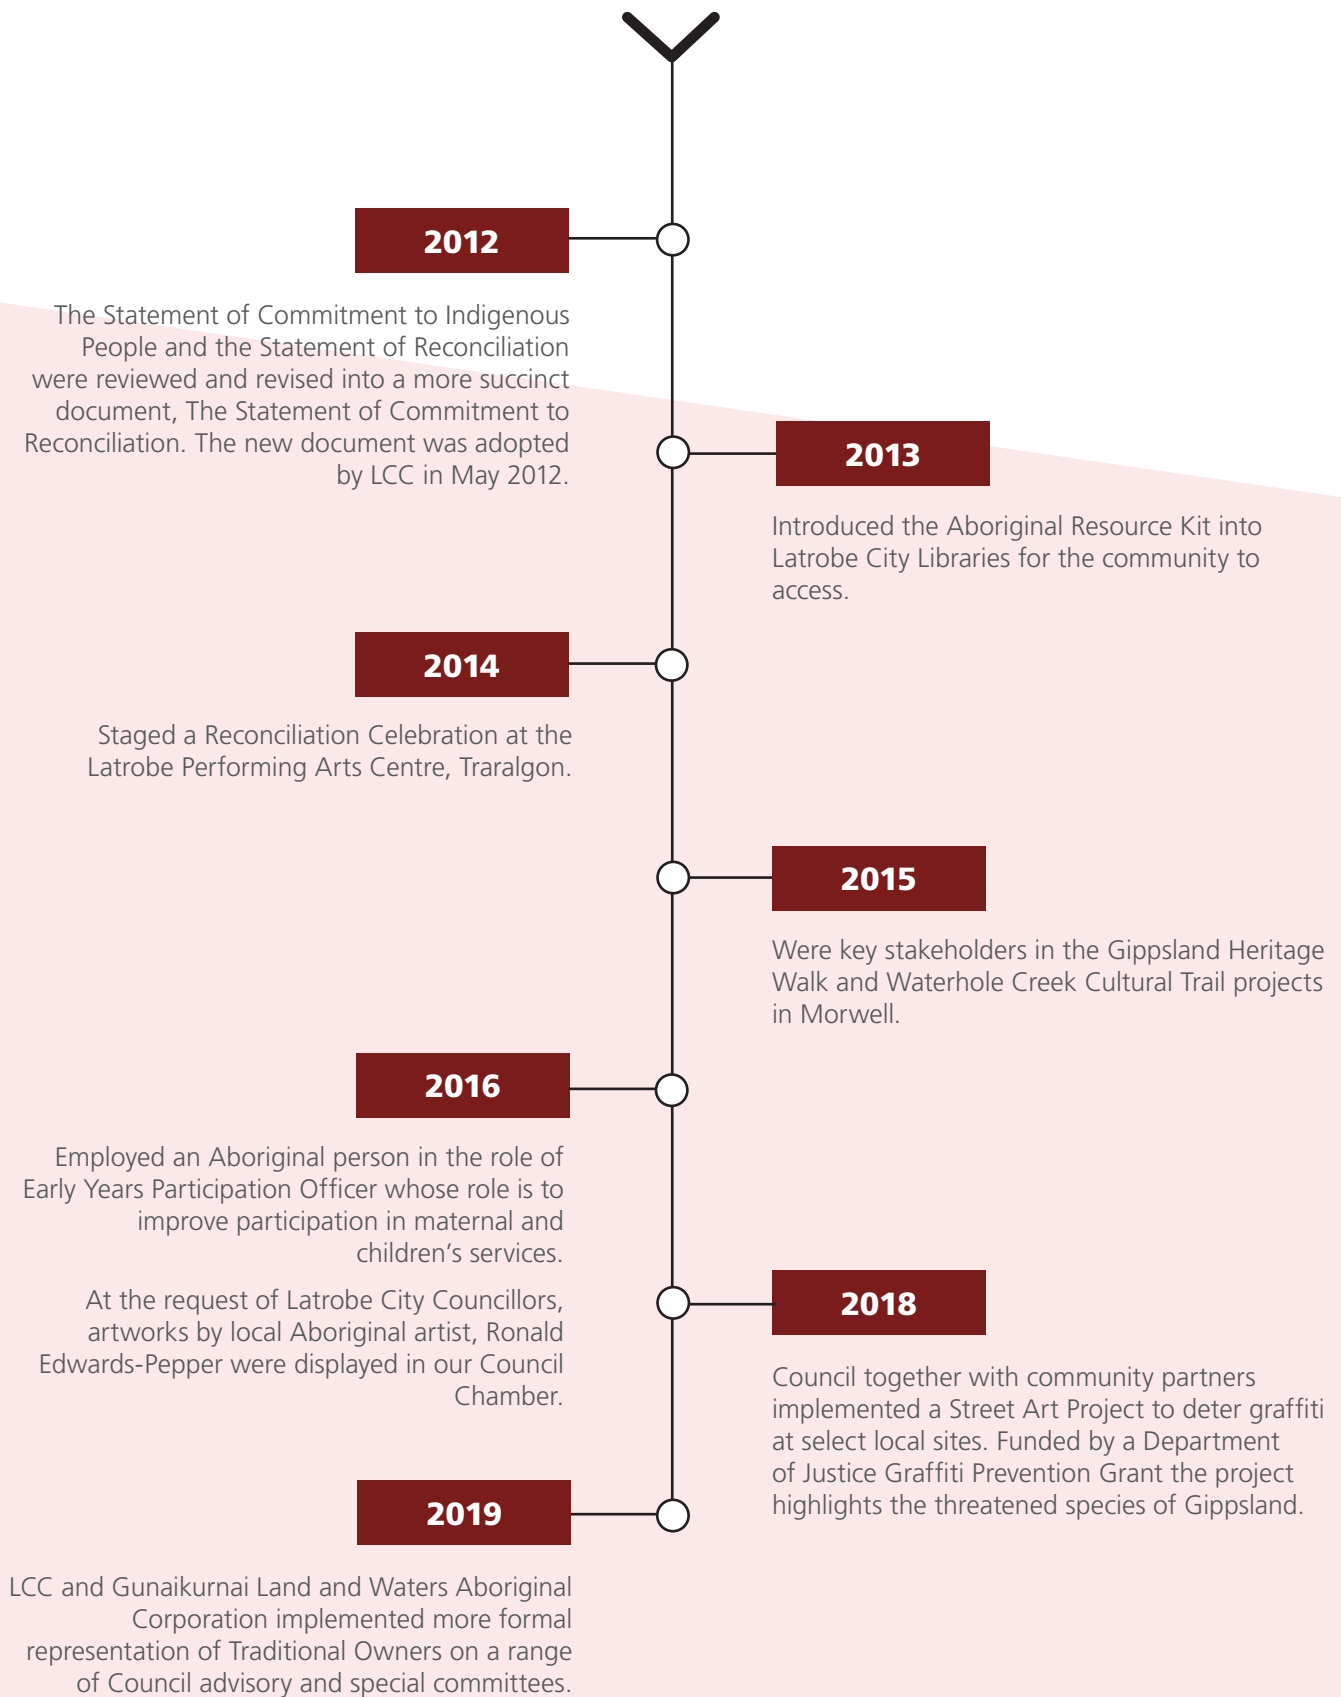 2012
The Statement of Commitment to Indigenous
People and the Statement of Reconciliation
were reviewed and revised into a more succinct
document, The Statement of Commitment to
Reconciliation. The new document was adopted
by LCC in May 2012.
2013
Introduced the Aboriginal Resource Kit into
Latrobe City Libraries for the community to
access.
2014
Staged a Reconciliation Celebration at the
Latrobe Performing Arts Centre, Traralgon.
2015
Were key stakeholders in the Gippsland Heritage
Walk and Waterhole Creek Cultural Trail projects
in Morwell.
2016
Employed an Aboriginal person in the role of
Early Years Participation Officer whose role is to
improve participation in maternal and
children’s services.
At the request of Latrobe City Councillors,
artworks by local Aboriginal artist, Ronald
Edwards-Pepper were displayed in our Council
Chamber.
2018
Council together with community partners
implemented a Street Art Project to deter graffiti
at select local sites. Funded by a Department
of Justice Graffiti Prevention Grant the project
highlights the threatened species of Gippsland.
2019
LCC and Gunaikurnai Land and Waters Aboriginal
Corporation implemented more formal
representation of Traditional Owners on a range
of Council advisory and special committees.